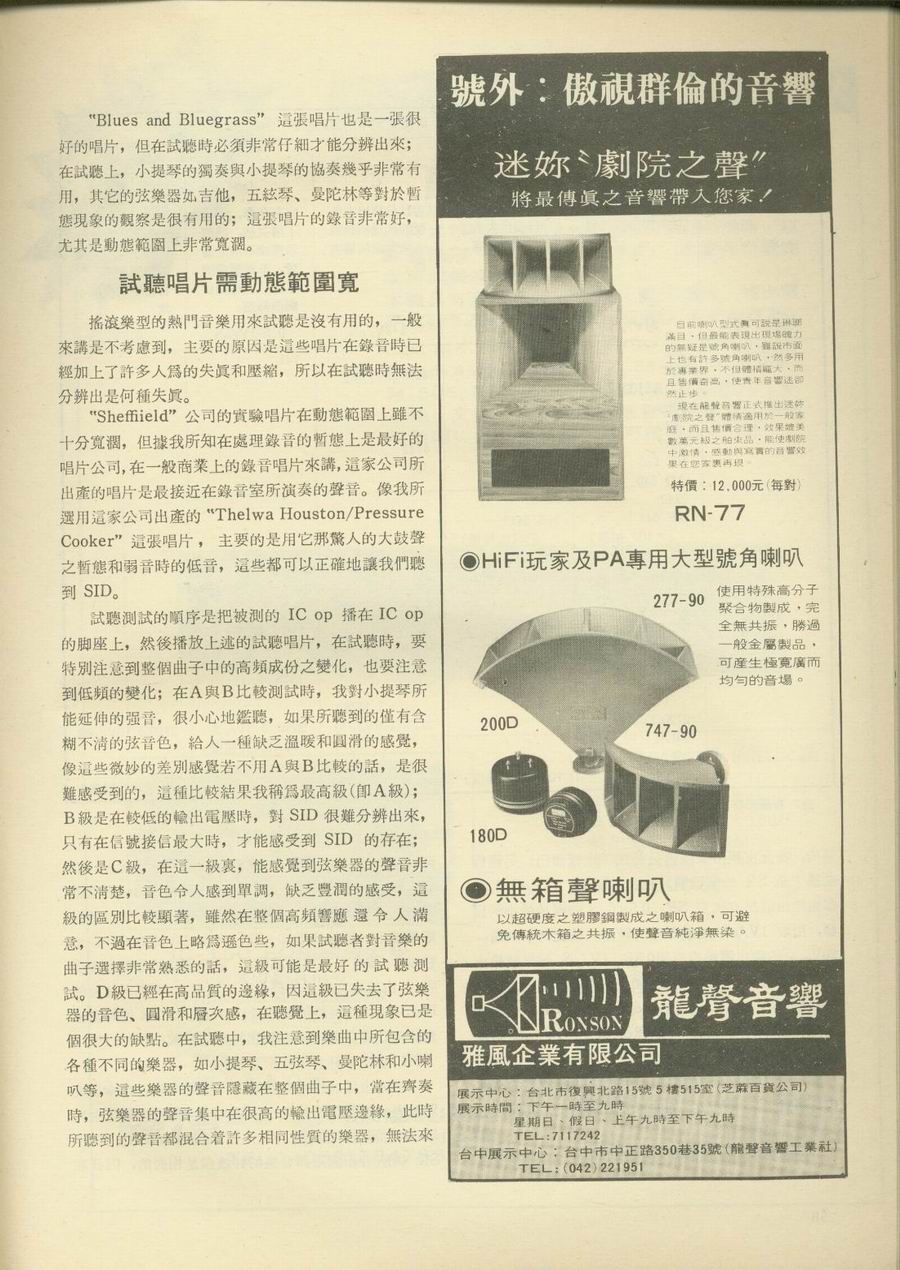 “Blues and Bluegrass” 這張唱片也是一張很
好的唱片，但在試聽時必須非常仔細才能分辨出來；
在試聽上，小提琴的獨奏與小提琴的協奏幾乎非常有
用，其它的弦樂器如吉他，五絃琴、曼陀林等對於暫
態現象的觀察是很有用的；這張唱片的錄音非常好，
尤其是動態範圍上非常寬濶。
試聽唱片需動態範圍寬
搖滾樂型的熱門音樂用來試聽是沒有用的，一般
來講是不考慮到，主要的原因是這些唱片在錄音時已
經加上了許多人爲的失眞和壓縮，所以在試聽時無法
分辨出是何種失眞。
“Sheffiield” 公司的實驗唱片在動態範圍上雖不
十分寬濶，但據我所知在處理錄音的暫態上是最好的
唱片公司，在一般商業上的錄音唱片來講，這家公司所
出產的唱片是最接近在錄音室所演奏的聲音。像我所
選用這家公司出產的 “Thelwa Houston/Pressure
Cooker” 這張唱片，主要的是用它那驚人的大鼓聲
之暫態和弱音時的低音，這些都可以正確地讓我們聽
到 SID。
試聽測試的順序是把被測的 IC op 播在 IC op
的脚座上，然後播放上述的試聽唱片，在試聽時，要
特別注意到整個曲子中的高頻成份之變化，也要注意
到低頻的變化；在A與B比較測試時，我對小提琴所
能延伸的强音，很小心地鑑聽，如果所聽到的僅有含
糊不清的弦音色，給人一種缺乏溫暖和圓滑的感覺，
像這些微妙的差別感覺若不用A與B比較的話，是很
難感受到的，這種比較結果我稱爲最高級(卽A級)；
B級是在較低的輸出電壓時，對 SID 很難分辨出來，
只有在信號接信最大時，才能感受到 SID 的存在；
然後是C級，在這一級裏，能感覺到弦樂器的聲音非
常不清楚，音色令人感到單調，缺乏豐潤的感受，這
級的區別比較顯著，雖然在整個高頻響應還令人滿
意，不過在音色上略爲遜色些，如果試聽者對音樂的
曲子選擇非常熟悉的話，這級可能是最好的試聽測
試。D級已經在高品質的邊緣，因這級已失去了弦樂
器的音色、圓滑和層次感，在聽覺上，這種現象已是
個很大的缺點。在試聽中，我注意到樂曲中所包含的
各種不同的樂器，如小提琴、五弦琴、曼陀林和小喇
叭等，這些樂器的聲音隱藏在整個曲子中，當在齊奏
時，弦樂器的聲音集中在很高的輸出電壓邊緣，此時
所聽到的聲音都混合着許多相同性質的樂器，無法來
號外：傲視群倫的音響
迷妳“劇院之聲”
將最傳眞之音響帶入您家！
目前喇叭型式眞可說是琳瑯
滿目，但最能表現出現場魄力
的無疑是號角喇叭，雖說市面
上也有許多號角喇叭，然多用
於專業界，不但體積龐大，而
且售價奇高，使靑年音響迷卻
然止步。
現在龍聲音響正式推出迷妳
“劇院之聲”體積適用於一般家
庭，而且售價合理，效果媲美
數萬元級之舶來品，能使劇院
中激情、感動與寫實的音響效
果在您家裏再現。
特價：12,000元(每對)
RN-77
◉HiFi玩家及PA專用大型號角喇叭
277-90
使用特殊高分子
聚合物製成，完
全無共振，勝過
一般金屬製品，
可産生極寬廣而
均勻的音場。
200D
747-90
180D
◉無箱聲喇叭
以超硬度之塑膠鋼製成之喇叭箱，可避
免傳統木箱之共振，使聲音純淨無染。
RONSON
龍聲音響
雅風企業有限公司
展示中心：台北市復興北路15號5樓515室(芝蔴百貨公司)
展示時間：下午一時至九時
星期日、假日、上午九時至下午九時
TEL:7117242
台中展示中心：台中市中正路350巷35號(龍聲音響工業社)
TEL:(042)221951